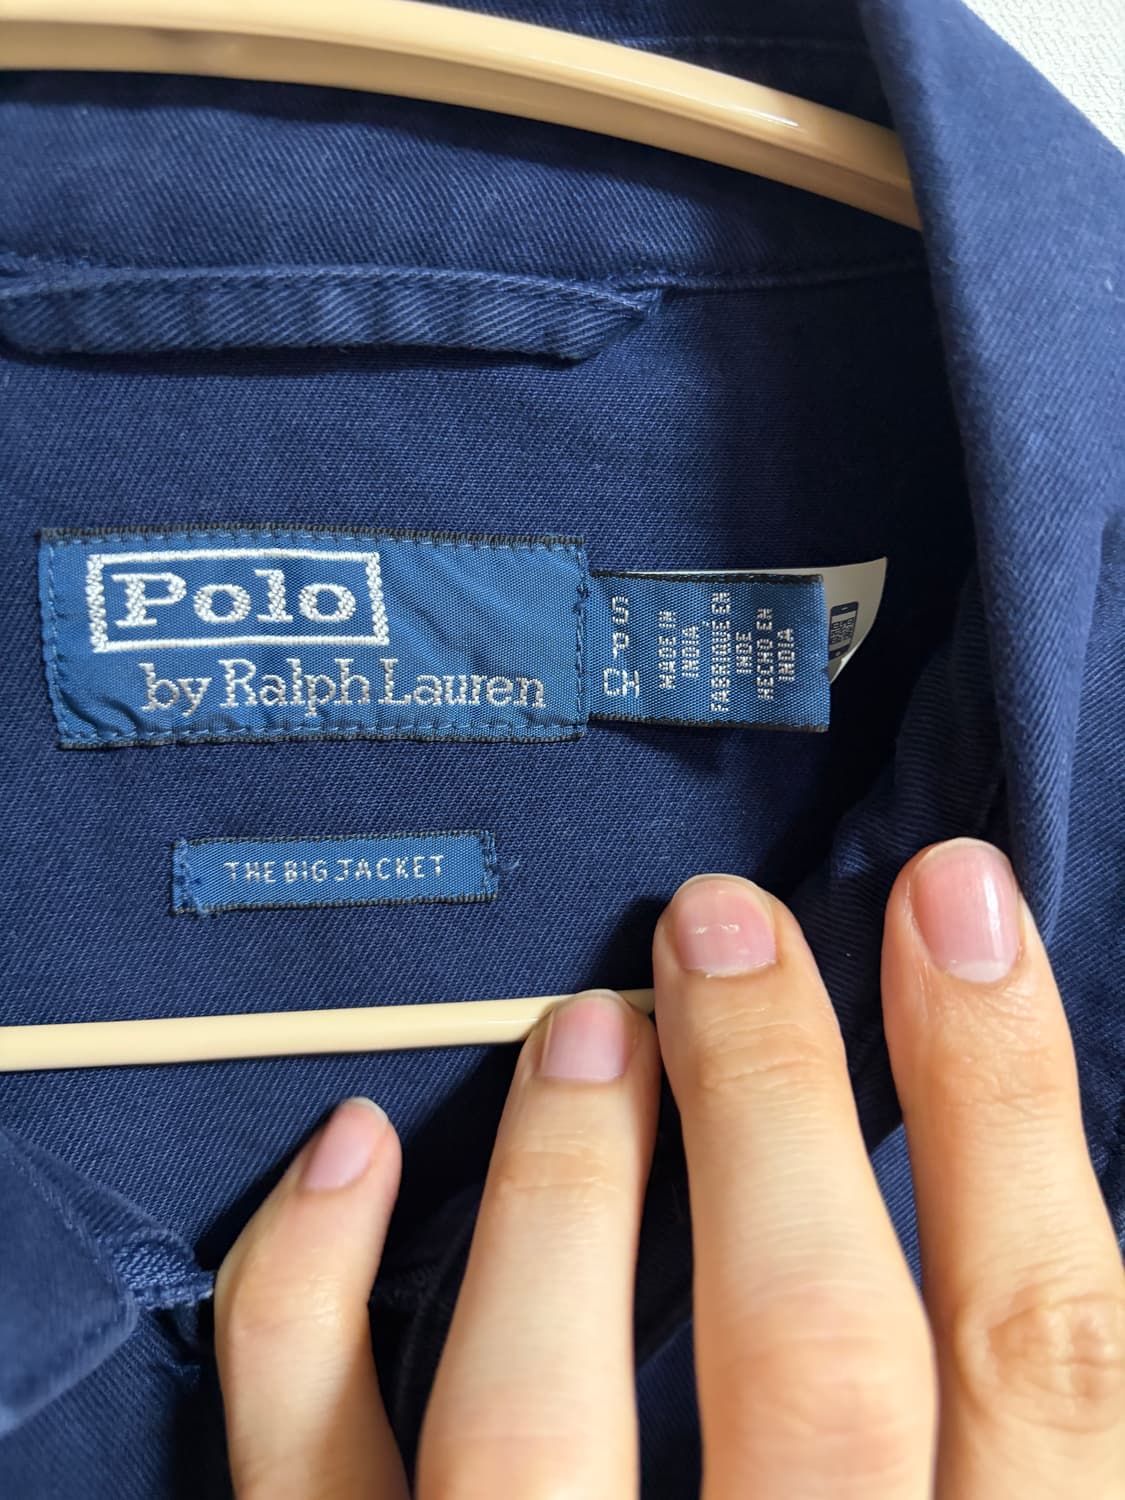 Polo
by Ralph Lauren
S
P
CH
MADE IN
INDIA
FABRIQUÉ EN
INDE
HECHO EN
INDIA
THE BIG JACKET